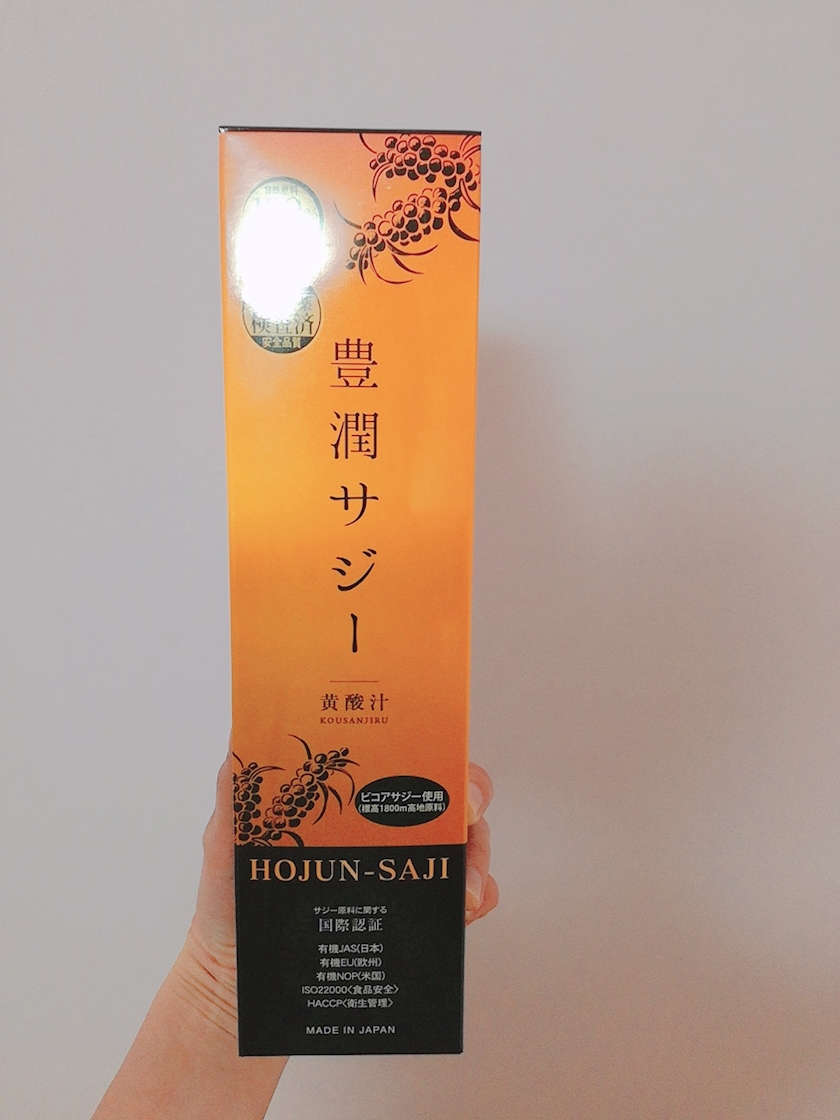 検査済
安全品質
豊潤サジー
黄酸汁
KOUSANJIRU
ビコアサジー使用
(標高1800m高地原料)
HOJUN-SAJI
サジー原料に関する
国際認証
有機JAS(日本)
有機EU(欧州)
有機NOP(米国)
ISO22000〈食品安全〉
HACCP〈衛生管理〉
MADE IN JAPAN